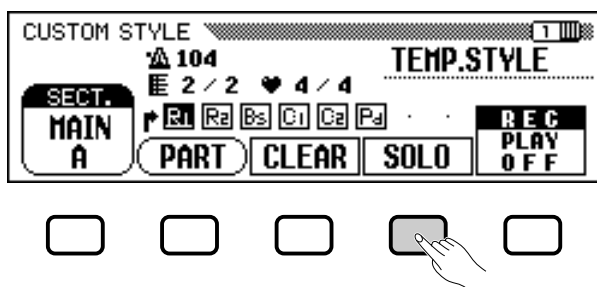 CUSTOM STYLE 1
104 TEMP.STYLE
2/2 4/4
SECT. MAIN A
R1 R2 Bs C1 C2 Pd · ·
PART CLEAR SOLO
REC
PLAY
OFF